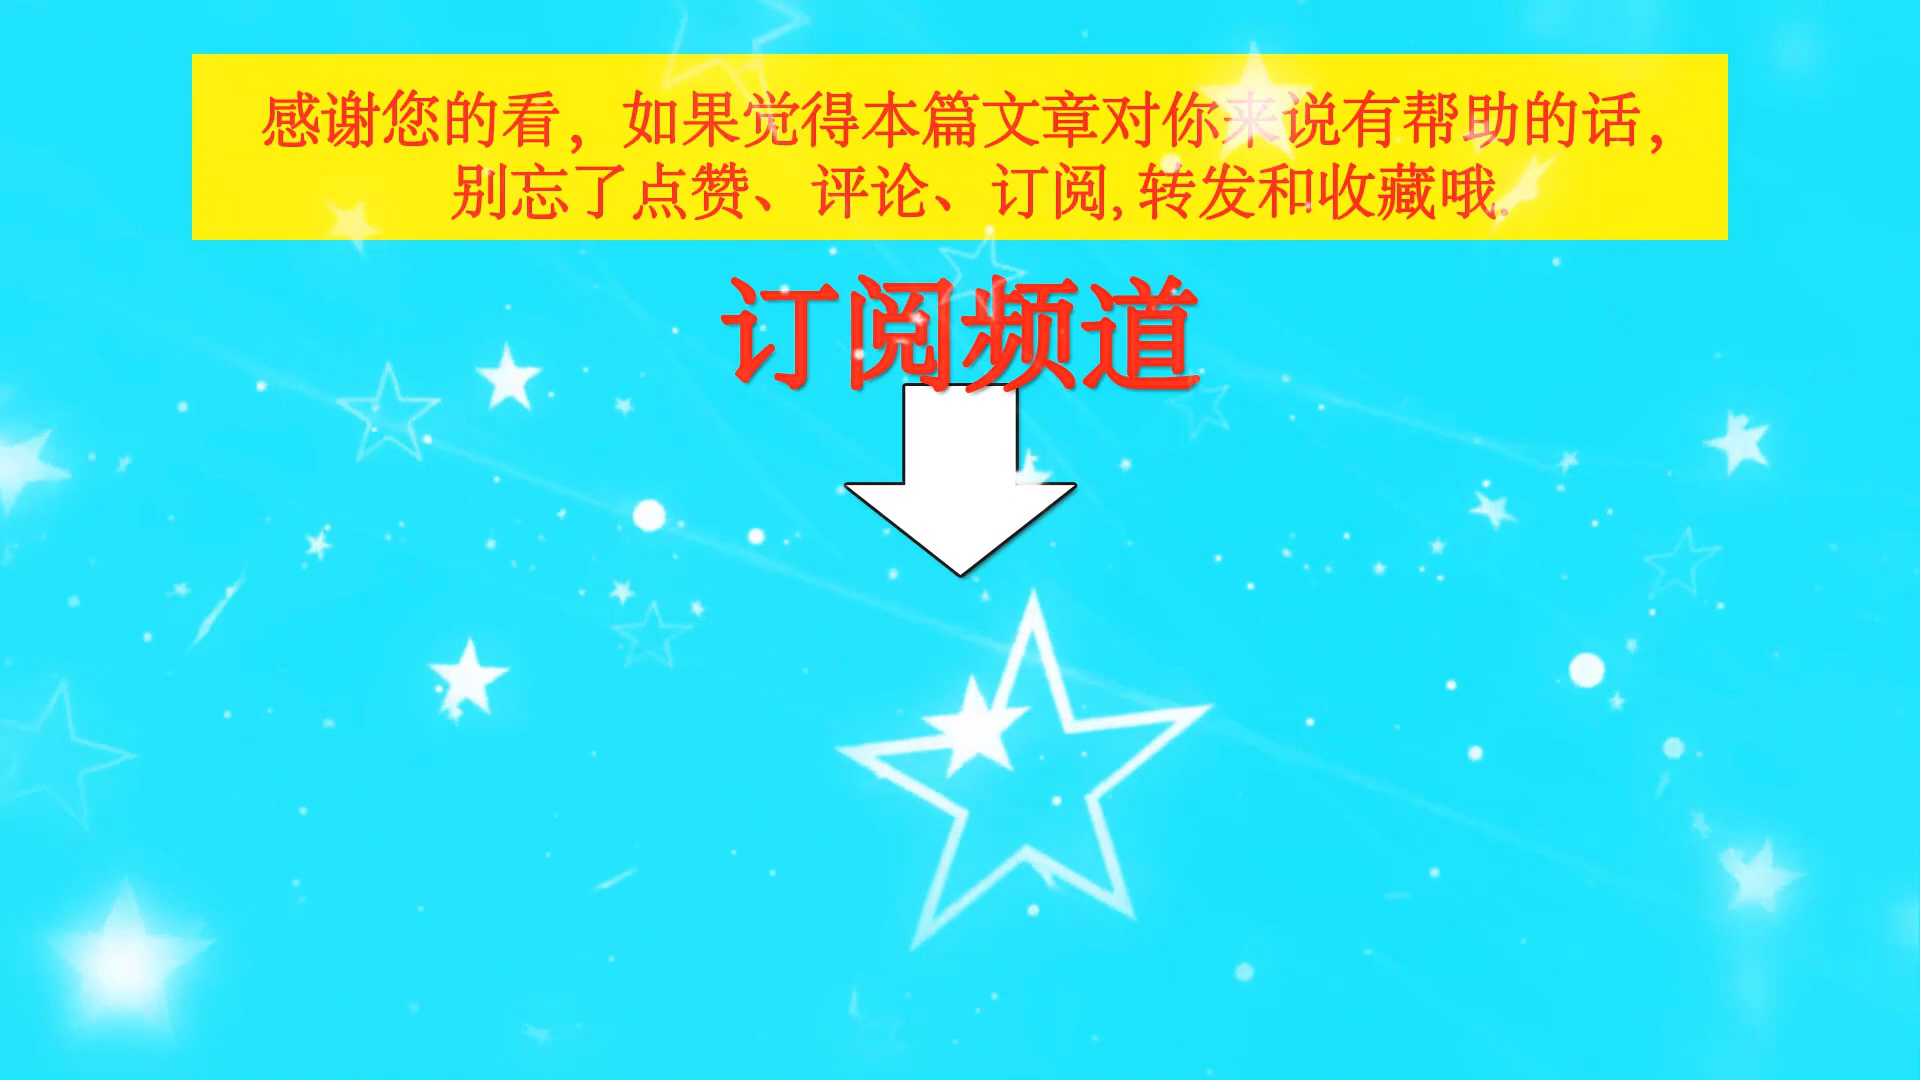 感谢您的看，如果觉得本篇文章对你来说有帮助的话，
别忘了点赞、评论、订阅,转发和收藏哦.
订阅频道